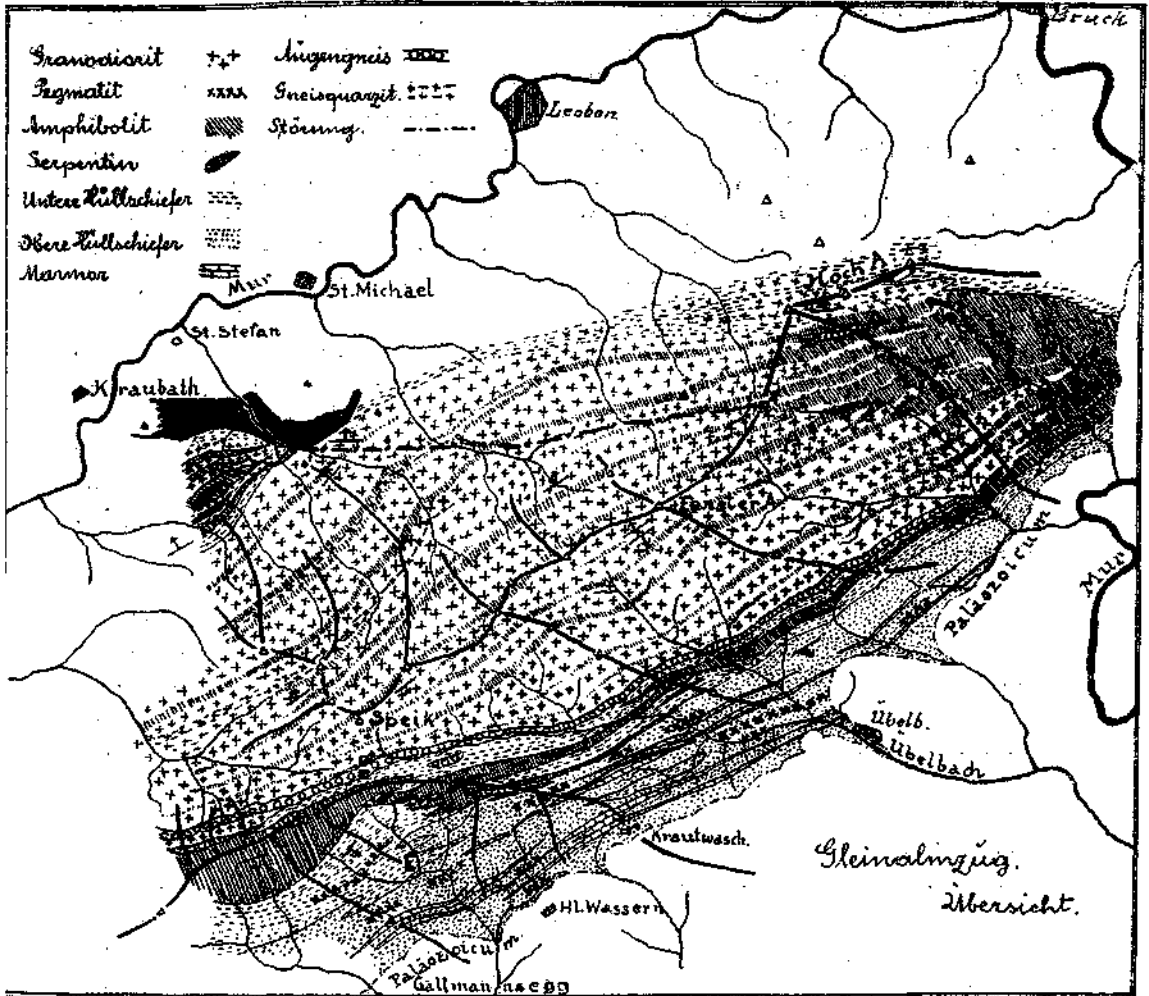 Granodiorit
Pegmatit
Amphibolit
Serpentin
Untere Hüllschiefer
Obere Hüllschiefer
Marmor
Augengneis
Gneisquarzit.
Störung.
Bruck
Leoben
Hoch A.
Mur
St. Michael
St. Stefan
Kraubath
Mur
Paläozoicum
Speik
Übelb.
Übelbach
Krautwasch.
Gleinalmzug.
Übersicht.
Hl. Wassern
Paläozoicum.
Gallmannsegg